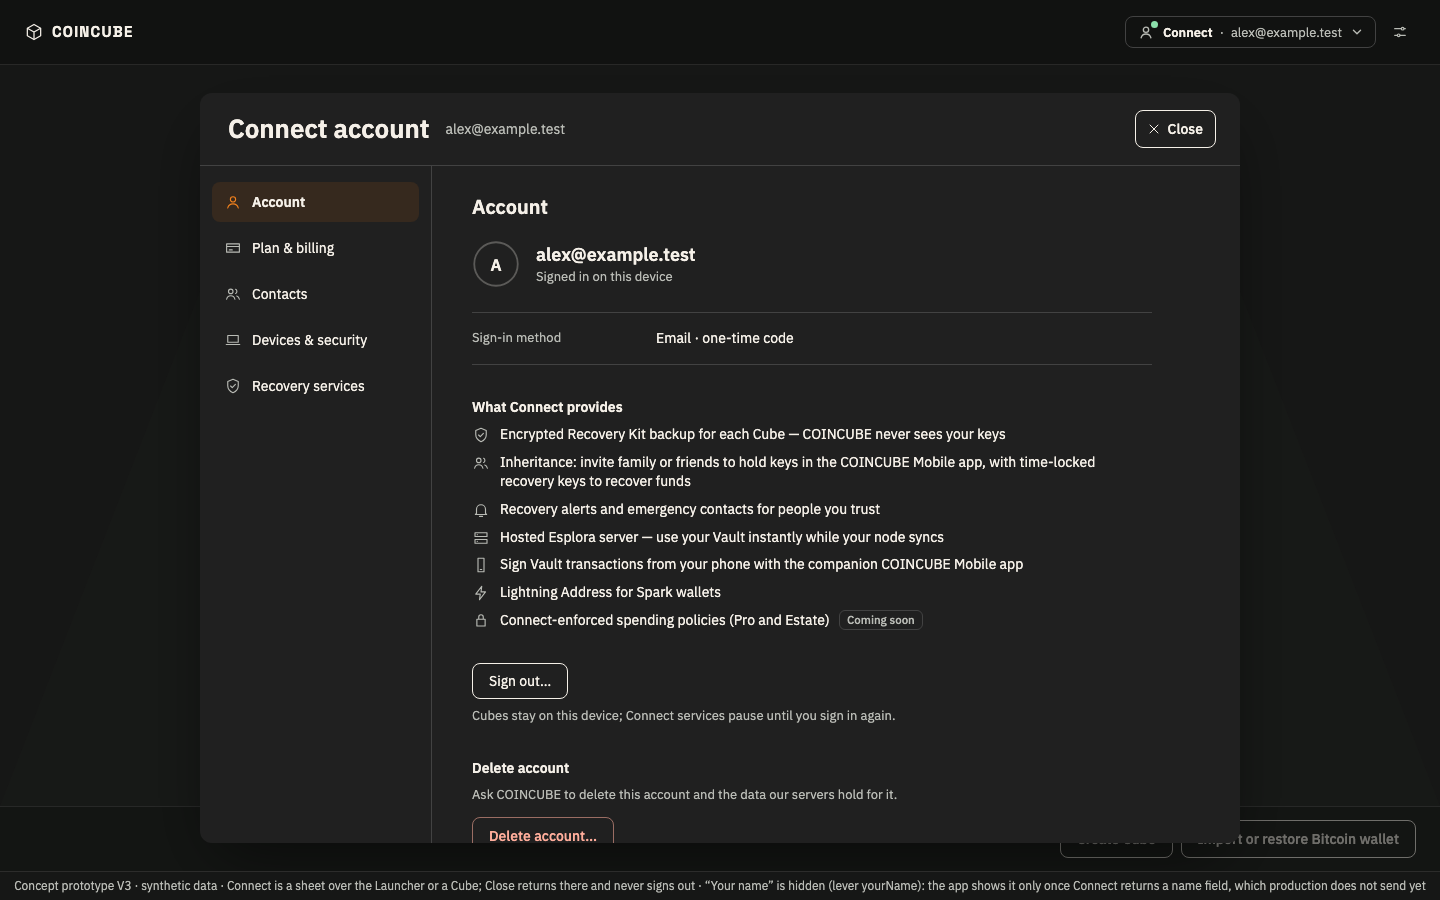 COINCUBE
Connect · alex@example.test
Connect account alex@example.test
Close
Account
Plan & billing
Contacts
Devices & security
Recovery services
Account
A
alex@example.test
Signed in on this device
Sign-in method Email · one-time code
What Connect provides
Encrypted Recovery Kit backup for each Cube — COINCUBE never sees your keys
Inheritance: invite family or friends to hold keys in the COINCUBE Mobile app, with time-locked
recovery keys to recover funds
Recovery alerts and emergency contacts for people you trust
Hosted Esplora server — use your Vault instantly while your node syncs
Sign Vault transactions from your phone with the companion COINCUBE Mobile app
Lightning Address for Spark wallets
Connect-enforced spending policies (Pro and Estate) Coming soon
Sign out...
Cubes stay on this device; Connect services pause until you sign in again.
Delete account
Ask COINCUBE to delete this account and the data our servers hold for it.
Delete account...
or restore Bitcoin wallet
Concept prototype V3 · synthetic data · Connect is a sheet over the Launcher or a Cube; Close returns there and never signs out · “Your name” is hidden (lever yourName): the app shows it only once Connect returns a name field, which production does not send yet